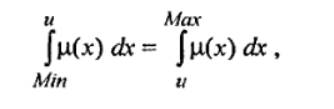 u Max
∫μ(x) dx = ∫μ(x) dx ,
Min u